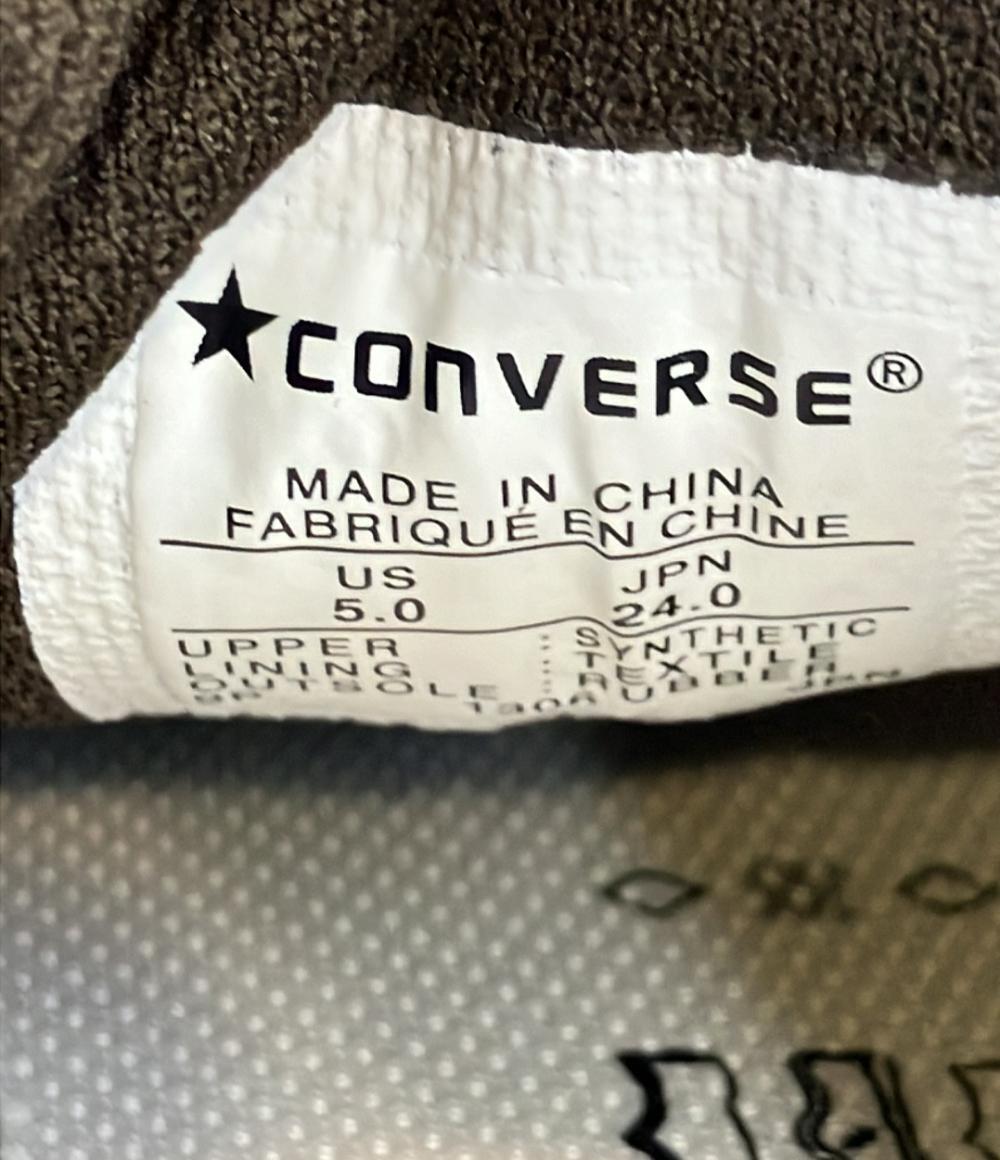 ★CONVERSE®
MADE IN CHINA
FABRIQUÉ EN CHINE
US JPN
5.0 24.0
UPPER : SYNTHETIC
LINING : TEXTILE
OUTSOLE : RUBBER
JPN